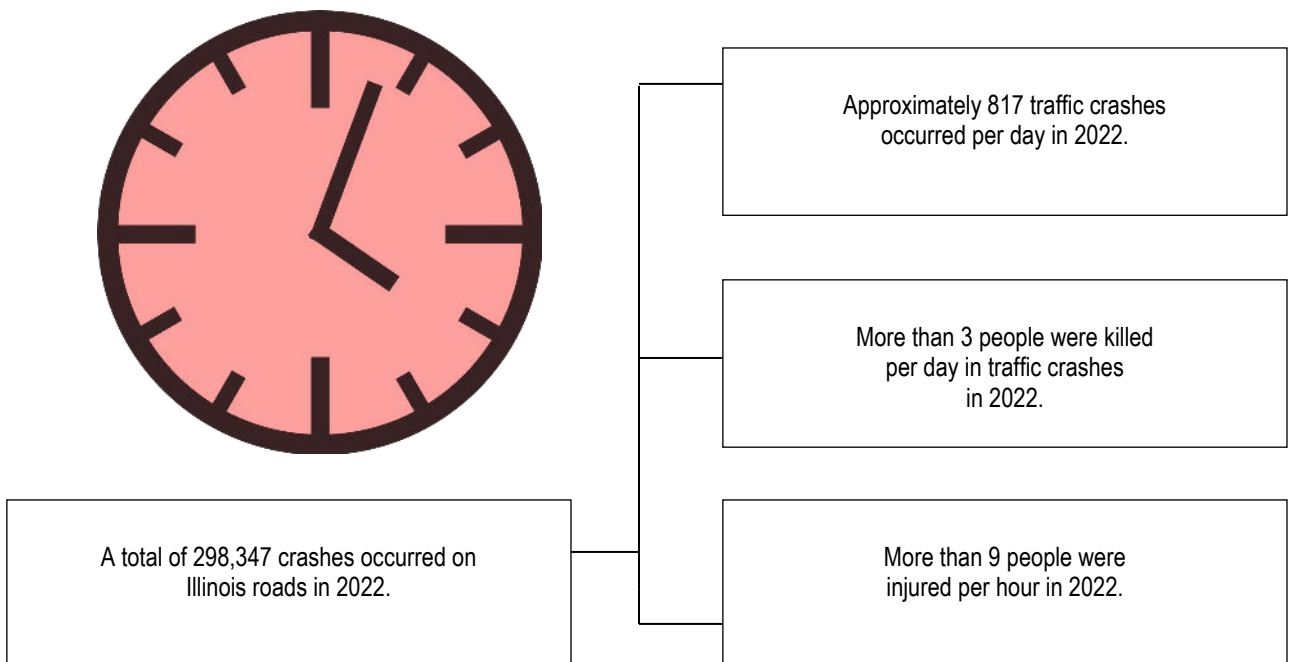 Approximately 817 traffic crashes
occurred per day in 2022.
More than 3 people were killed
per day in traffic crashes
in 2022.
A total of 298,347 crashes occurred on
Illinois roads in 2022.
More than 9 people were
injured per hour in 2022.